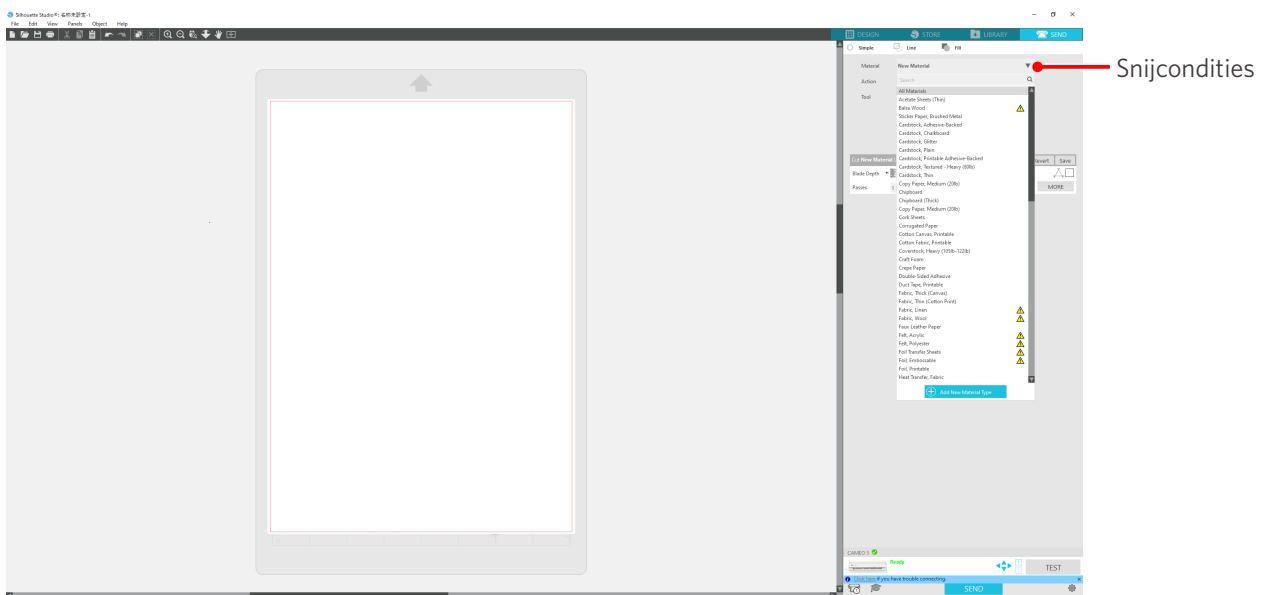 Silhouette Studio®: 名称未設定-1
File Edit View Panels Object Help
DESIGN STORE LIBRARY SEND
Simple Line Fill
Material New Material
Snijcondities
Action Search
All Materials
Tool
Acetate Sheets (Thin)
Balsa Wood
Sticker Paper, Brushed Metal
Cardstock, Adhesive-Backed
Cardstock, Chalkboard
Cardstock, Glitter
Cardstock, Plain
Cut New Material
Cardstock, Printable Adhesive-Backed
Revert Save
Cardstock, Textured - Heavy (80lb)
Blade Depth
Cardstock, Thin
Passes
Copy Paper, Medium (20lb)
MORE
Chipboard
Chipboard (Thick)
Copy Paper, Medium (20lb)
Cork Sheets
Corrugated Paper
Cotton Canvas, Printable
Cotton Fabric, Printable
Coverstock, Heavy (105lb-122lb)
Craft Foam
Crepe Paper
Double-Sided Adhesive
Duct Tape, Printable
Fabric, Thick (Canvas)
Fabric, Thin (Cotton Print)
Fabric, Linen
Fabric, Wool
Faux Leather Paper
Felt, Acrylic
Felt, Polyester
Foil Transfer Sheets
Foil, Embossable
Foil, Printable
Heat Transfer, Fabric
Add New Material Type
CAMEO 5
Ready
TEST
Click here if you have trouble connecting.
SEND